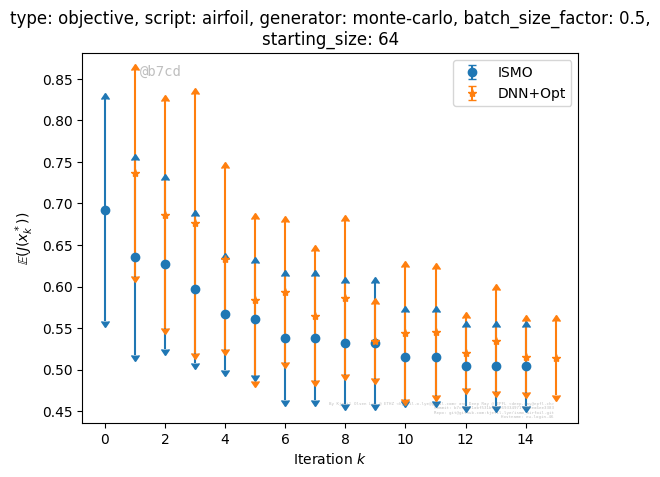 type: objective, script: airfoil, generator: monte-carlo, batch_size_factor: 0.5,
starting_size: 64
@b7cd
ISMO
DNN+Opt
𝔼(J(x*ₖ))
0.85
0.80
0.75
0.70
0.65
0.60
0.55
0.50
0.45
0 2 4 6 8 10 12 14
Iteration k